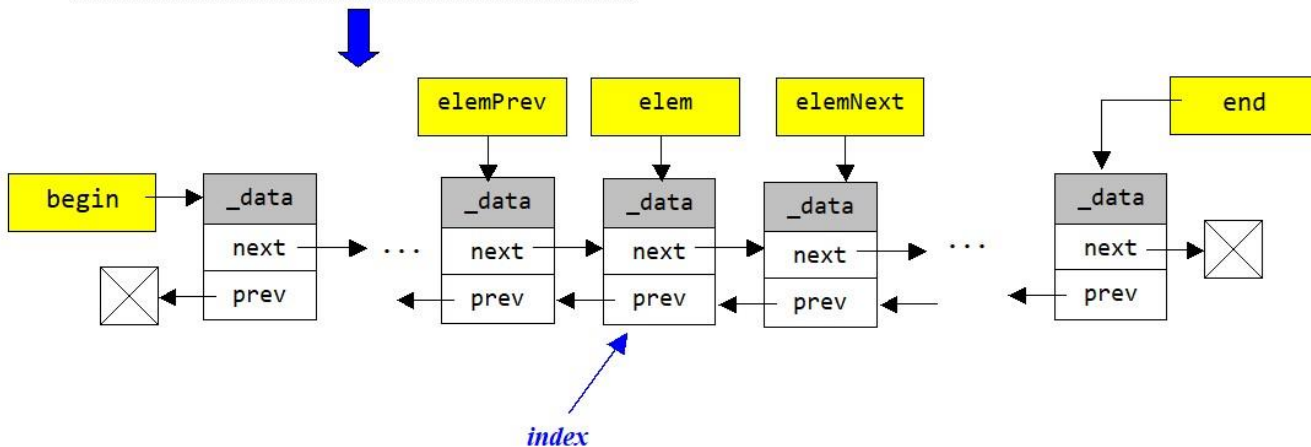 elemPrev elem elemNext end
begin _data _data _data _data _data
next ... next next next ... next
prev prev prev prev prev
index